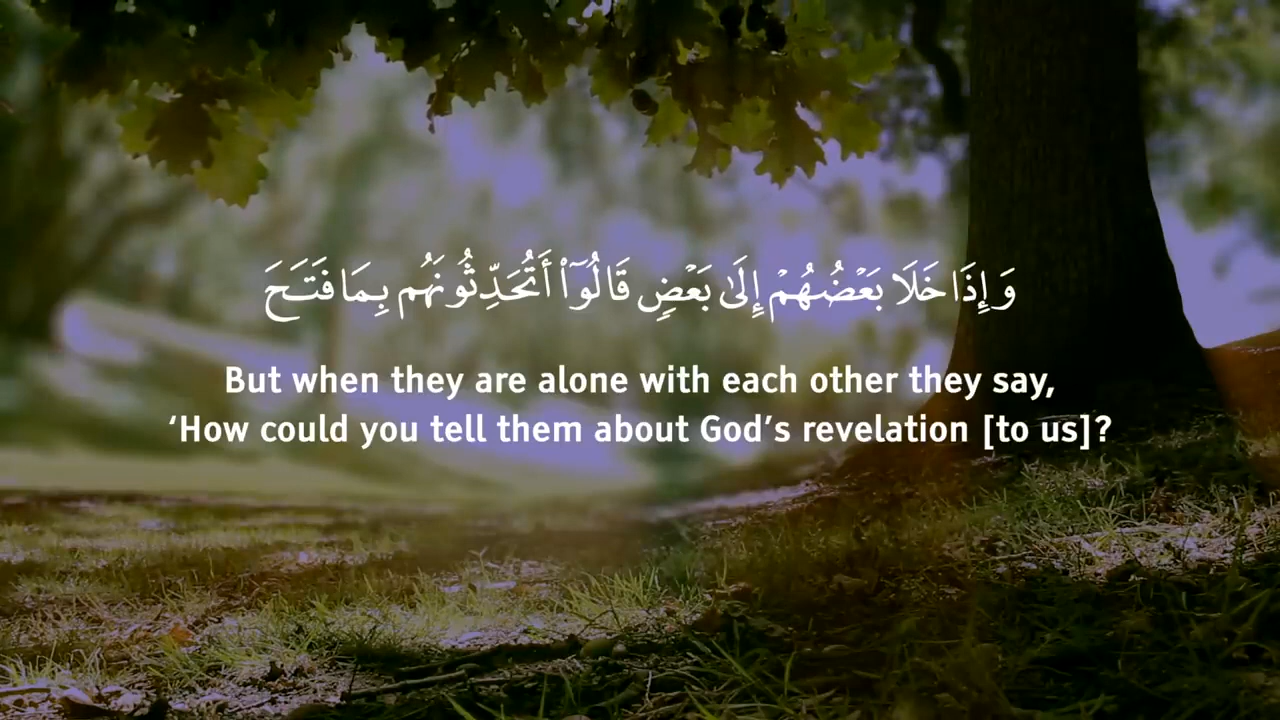 وَإِذَا خَلَا بَعْضُهُمْ إِلَىٰ بَعْضٍ قَالُوٓا۟ أَتُحَدِّثُونَهُم بِمَا فَتَحَ
But when they are alone with each other they say,
‘How could you tell them about God’s revelation [to us]?